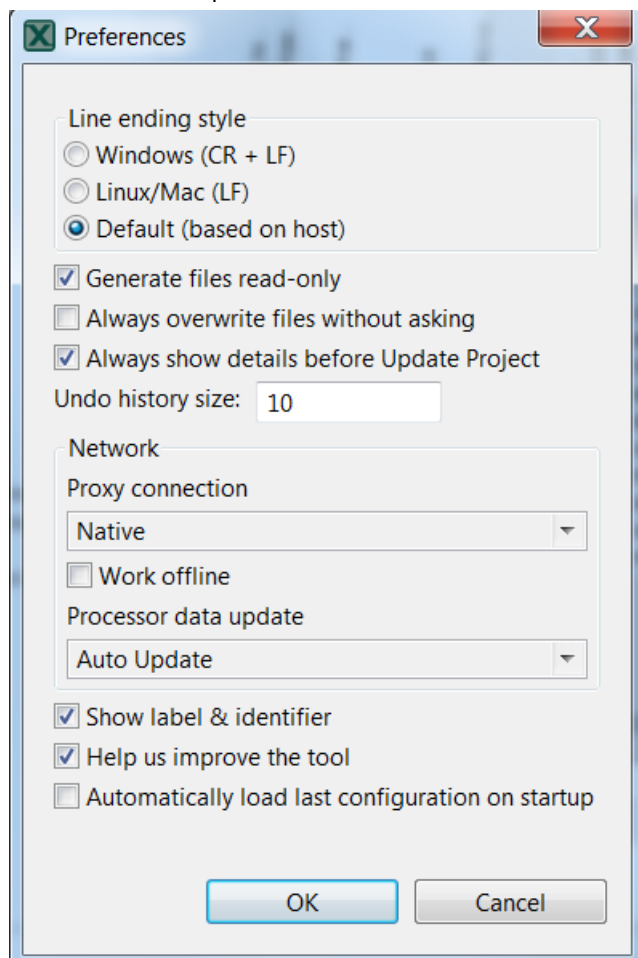 Preferences
Line ending style
Windows (CR + LF)
Linux/Mac (LF)
Default (based on host)
Generate files read-only
Always overwrite files without asking
Always show details before Update Project
Undo history size: 10
Network
Proxy connection
Native
Work offline
Processor data update
Auto Update
Show label & identifier
Help us improve the tool
Automatically load last configuration on startup
OK Cancel